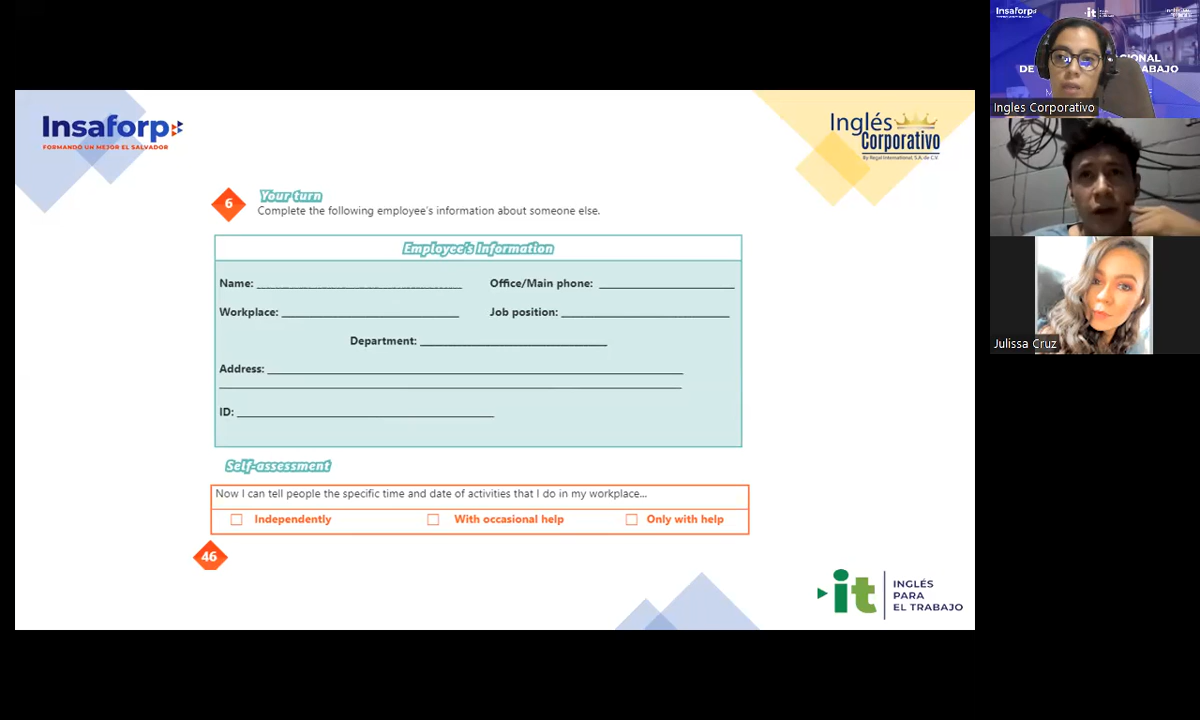 Insaforp
FORMANDO UN MEJOR EL SALVADOR
Inglés
Corporativo
By Regal International, S.A. de C.V.
6
Your turn
Complete the following employee's information about someone else.
Employee's Information
Name: Office/Main phone:
Workplace: Job position:
Department:
Address:
ID:
Self-assessment
Now I can tell people the specific time and date of activities that I do in my workplace...
Independently With occasional help Only with help
46
it INGLÉS
PARA
EL TRABAJO
Insaforp
it
Ingles Corporativo
Julissa Cruz